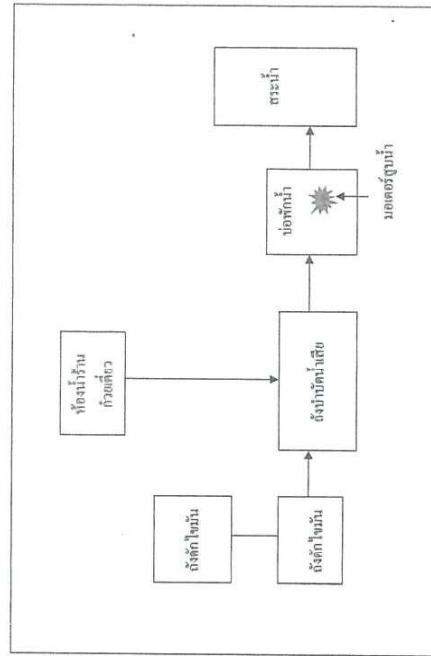 ห้องน้ำร้าน
ก๋วยเตี๋ยว
ถังดักไขมัน
ถังดักไขมัน
ถังบำบัดน้ำเสีย
บ่อพักน้ำ
มอเตอร์สูบน้ำ
สระน้ำ